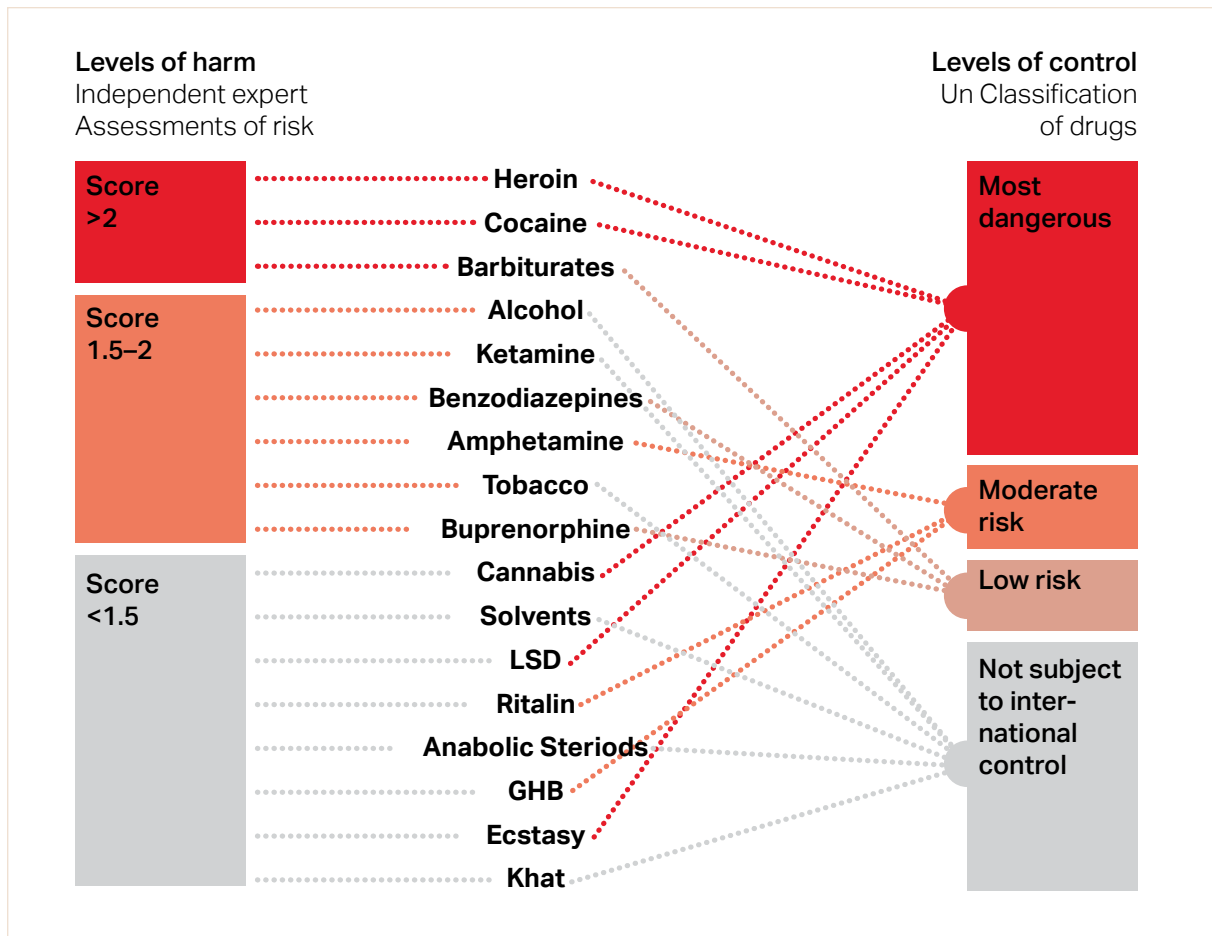 Levels of harm
Independent expert
Assessments of risk
Levels of control
Un Classification
of drugs
Score
>2
Score
1.5–2
Score
<1.5
Heroin
Cocaine
Barbiturates
Alcohol
Ketamine
Benzodiazepines
Amphetamine
Tobacco
Buprenorphine
Cannabis
Solvents
LSD
Ritalin
Anabolic Steriods
GHB
Ecstasy
Khat
Most
dangerous
Moderate
risk
Low risk
Not subject
to inter-
national
control